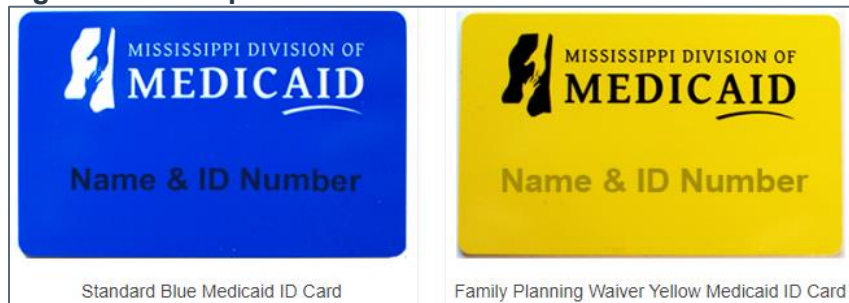 MISSISSIPPI DIVISION OF
MEDICAID
Name & ID Number
Standard Blue Medicaid ID Card
MISSISSIPPI DIVISION OF
MEDICAID
Name & ID Number
Family Planning Waiver Yellow Medicaid ID Card